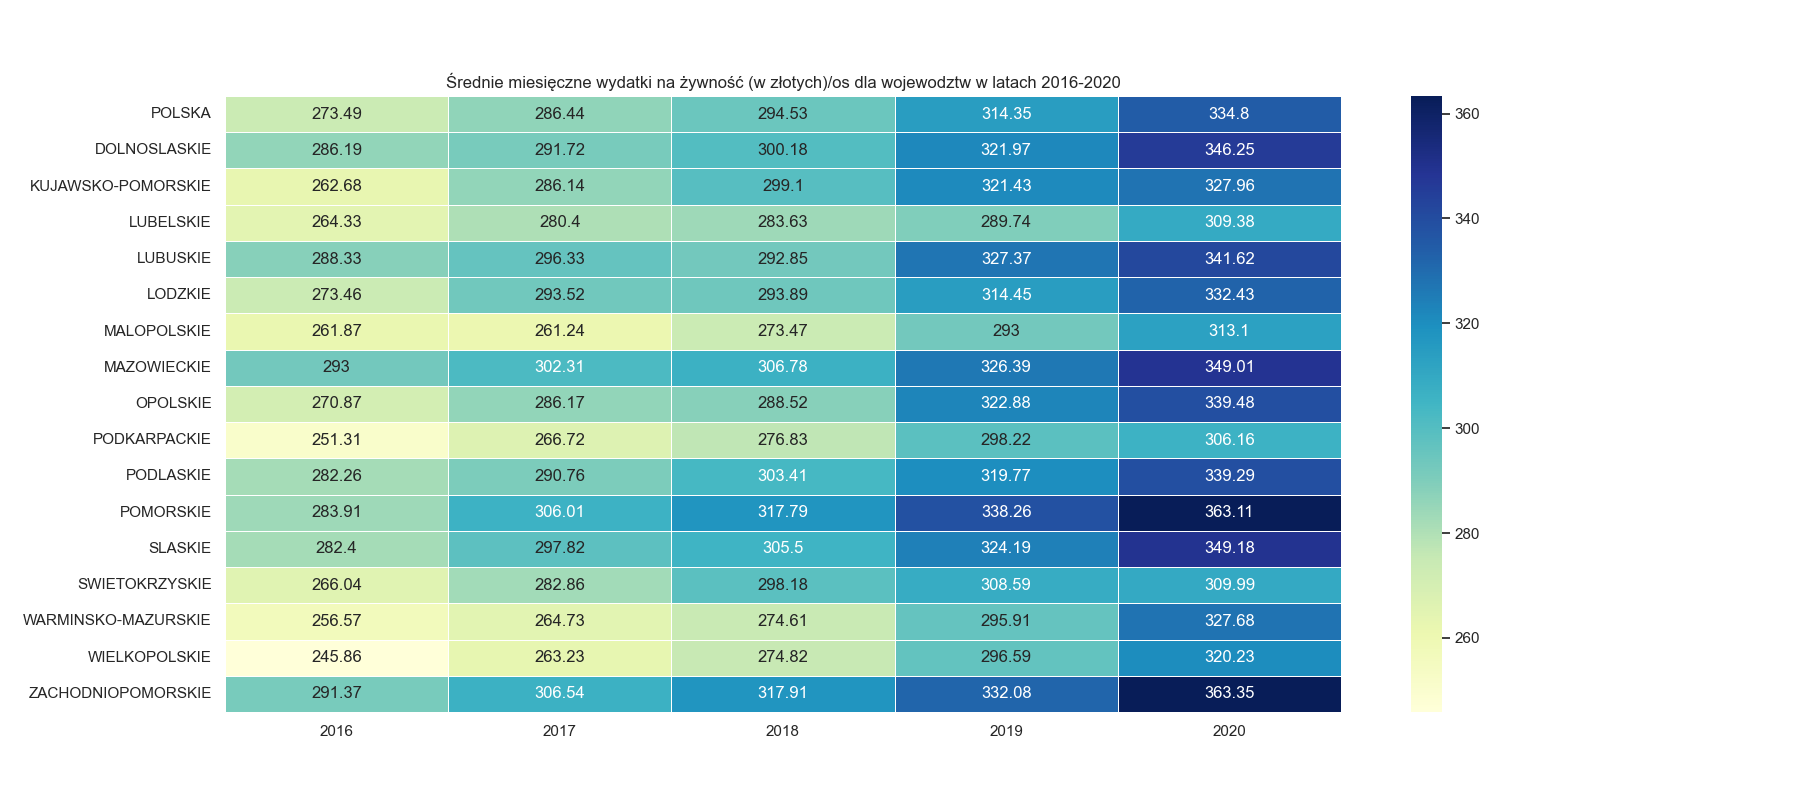 Średnie miesięczne wydatki na żywność (w złotych)/os dla wojewodztw w latach 2016-2020
POLSKA 273.49 286.44 294.53 314.35 334.8
DOLNOSLASKIE 286.19 291.72 300.18 321.97 346.25
KUJAWSKO-POMORSKIE 262.68 286.14 299.1 321.43 327.96
LUBELSKIE 264.33 280.4 283.63 289.74 309.38
LUBUSKIE 288.33 296.33 292.85 327.37 341.62
LODZKIE 273.46 293.52 293.89 314.45 332.43
MALOPOLSKIE 261.87 261.24 273.47 293 313.1
MAZOWIECKIE 293 302.31 306.78 326.39 349.01
OPOLSKIE 270.87 286.17 288.52 322.88 339.48
PODKARPACKIE 251.31 266.72 276.83 298.22 306.16
PODLASKIE 282.26 290.76 303.41 319.77 339.29
POMORSKIE 283.91 306.01 317.79 338.26 363.11
SLASKIE 282.4 297.82 305.5 324.19 349.18
SWIETOKRZYSKIE 266.04 282.86 298.18 308.59 309.99
WARMINSKO-MAZURSKIE 256.57 264.73 274.61 295.91 327.68
WIELKOPOLSKIE 245.86 263.23 274.82 296.59 320.23
ZACHODNIOPOMORSKIE 291.37 306.54 317.91 332.08 363.35
2016 2017 2018 2019 2020
360
340
320
300
280
260